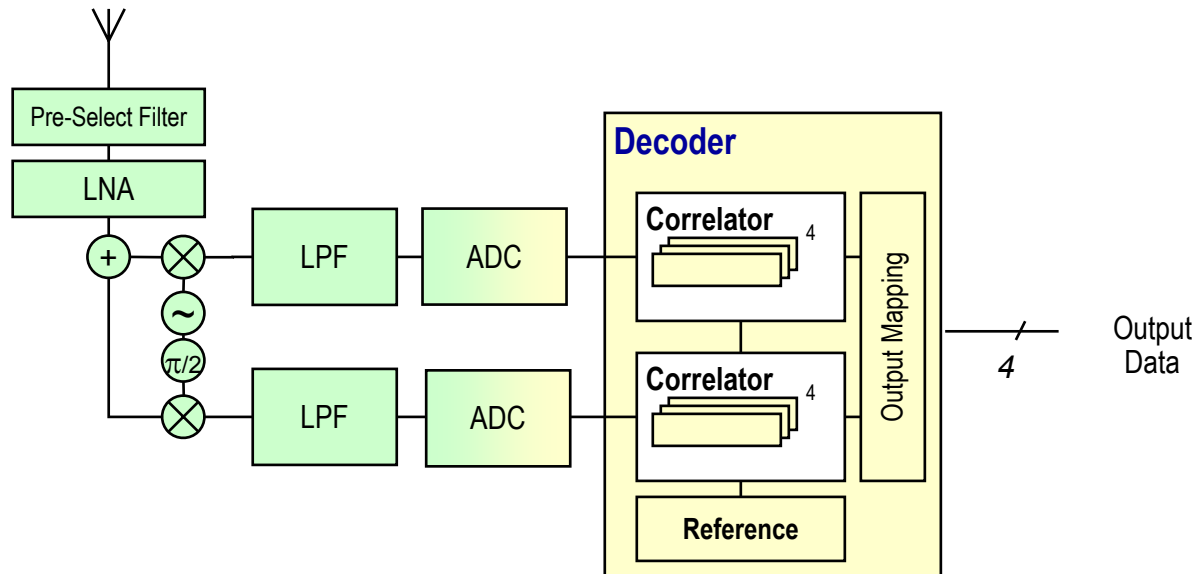 Pre-Select Filter
LNA
+
~
π/2
LPF
ADC
LPF
ADC
Decoder
Correlator
4
Correlator
4
Reference
Output Mapping
4
Output
Data